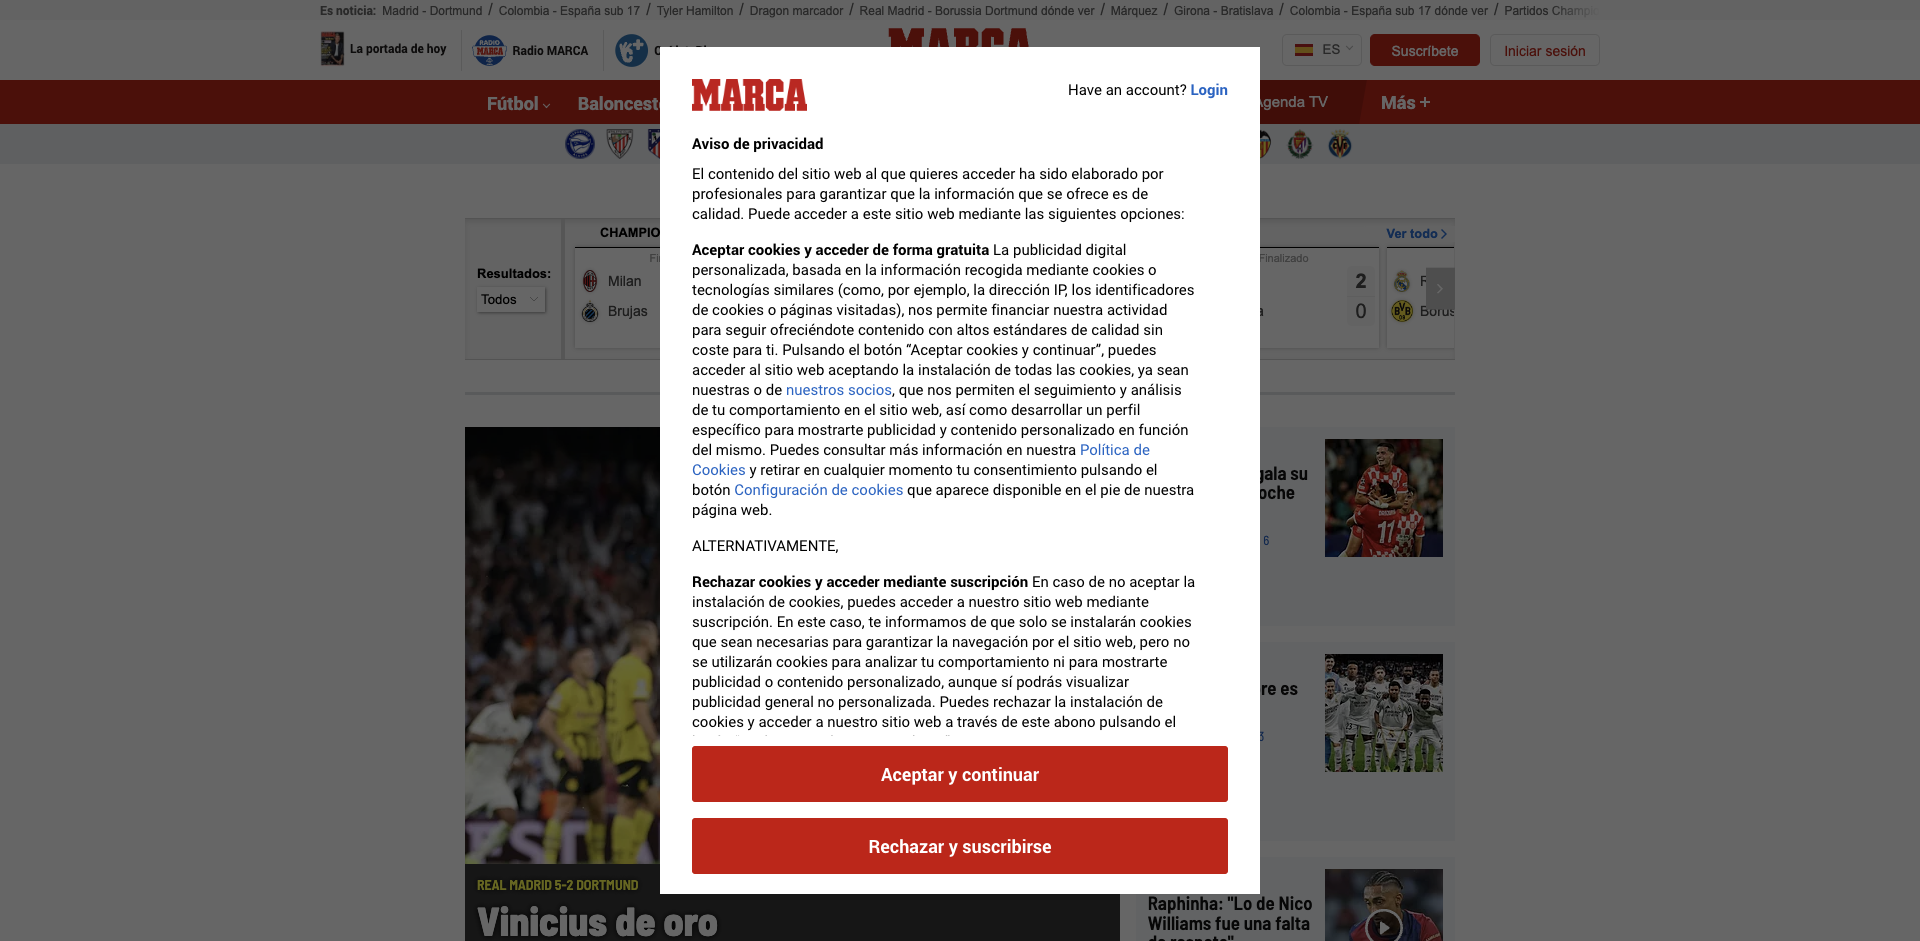 Es noticia: Madrid - Dortmund / Colombia - España sub 17 / Tyler Hamilton / Dragon marcador / Real Madrid - Borussia Dortmund dónde ver / Márquez / Girona - Bratislava / Colombia - España sub 17 dónde ver / Partidos
La portada de hoy
RADIO MARCA
Radio MARCA
MARCA
ES
Suscríbete
Iniciar sesión
Fútbol
Baloncesto
Agenda TV
Más +
MARCA
Have an account? Login
Aviso de privacidad
El contenido del sitio web al que quieres acceder ha sido elaborado por
profesionales para garantizar que la información que se ofrece es de
calidad. Puede acceder a este sitio web mediante las siguientes opciones:
Aceptar cookies y acceder de forma gratuita La publicidad digital
personalizada, basada en la información recogida mediante cookies o
tecnologías similares (como, por ejemplo, la dirección IP, los identificadores
de cookies o páginas visitadas), nos permite financiar nuestra actividad
para seguir ofreciéndote contenido con altos estándares de calidad sin
coste para ti. Pulsando el botón “Aceptar cookies y continuar”, puedes
acceder al sitio web aceptando la instalación de todas las cookies, ya sean
nuestras o de nuestros socios, que nos permiten el seguimiento y análisis
de tu comportamiento en el sitio web, así como desarrollar un perfil
específico para mostrarte publicidad y contenido personalizado en función
del mismo. Puedes consultar más información en nuestra Política de
Cookies y retirar en cualquier momento tu consentimiento pulsando el
botón Configuración de cookies que aparece disponible en el pie de nuestra
página web.
ALTERNATIVAMENTE,
Rechazar cookies y acceder mediante suscripción En caso de no aceptar la
instalación de cookies, puedes acceder a nuestro sitio web mediante
suscripción. En este caso, te informamos de que solo se instalarán cookies
que sean necesarias para garantizar la navegación por el sitio web, pero no
se utilizarán cookies para analizar tu comportamiento ni para mostrarte
publicidad o contenido personalizado, aunque sí podrás visualizar
publicidad general no personalizada. Puedes rechazar la instalación de
cookies y acceder a nuestro sitio web a través de este abono pulsando el
Aceptar y continuar
Rechazar y suscribirse
CHAMPIO
Ver todo
Finalizado
Resultados:
Todos
Milan
Brujas
2
0
Borus
gala su
oche
6
re es
3
11
REAL MADRID 5-2 DORTMUND
Vinicius de oro
Raphinha: "Lo de Nico
Williams fue una falta
de respeto"